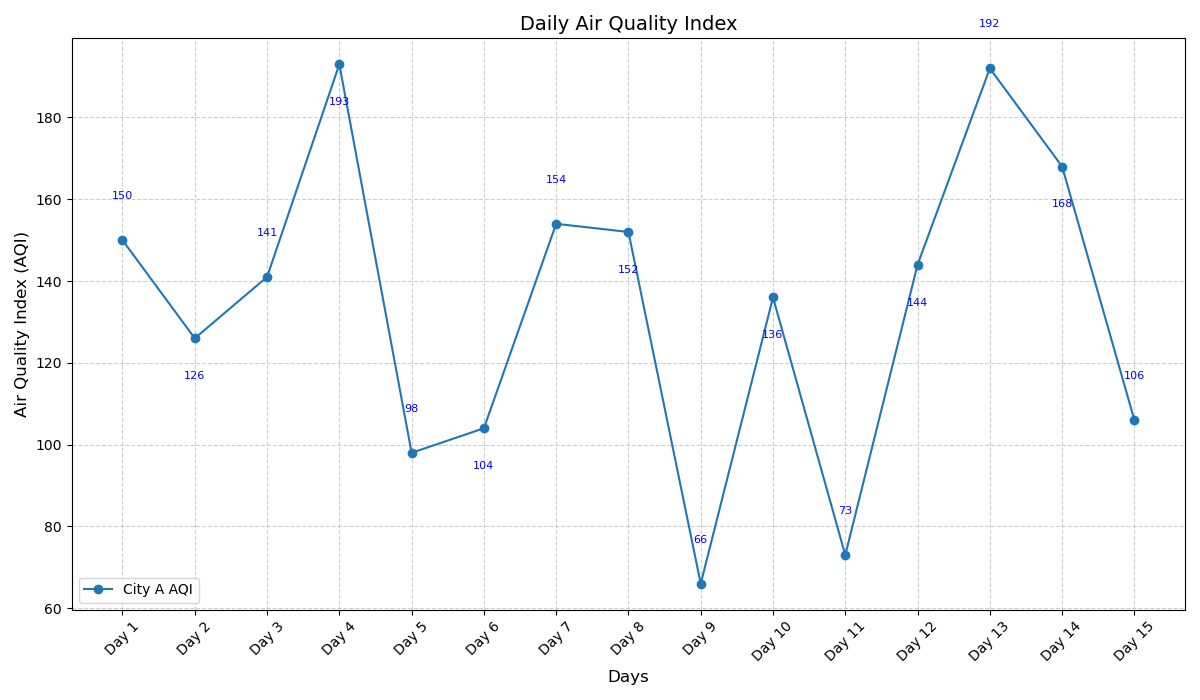 Daily Air Quality Index
192
193
180
154
150
160
168
141
Air Quality Index (AQI)
152
140
144
136
126
120
106
98
100
104
73
80
66
City A AQI
60
Day 1
Day 2
Day 3
Day 4
Day 5
Day 6
Day 7
Day 8
Day 9
Day 10
Day 11
Day 12
Day 13
Day 14
Day 15
Days